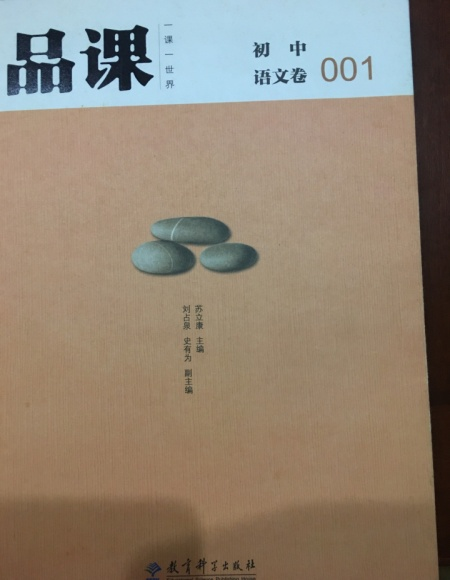 品课
一课一世界
初中
语文卷 001
苏立康 主编
刘占泉 史有为 副主编
教育科学出版社